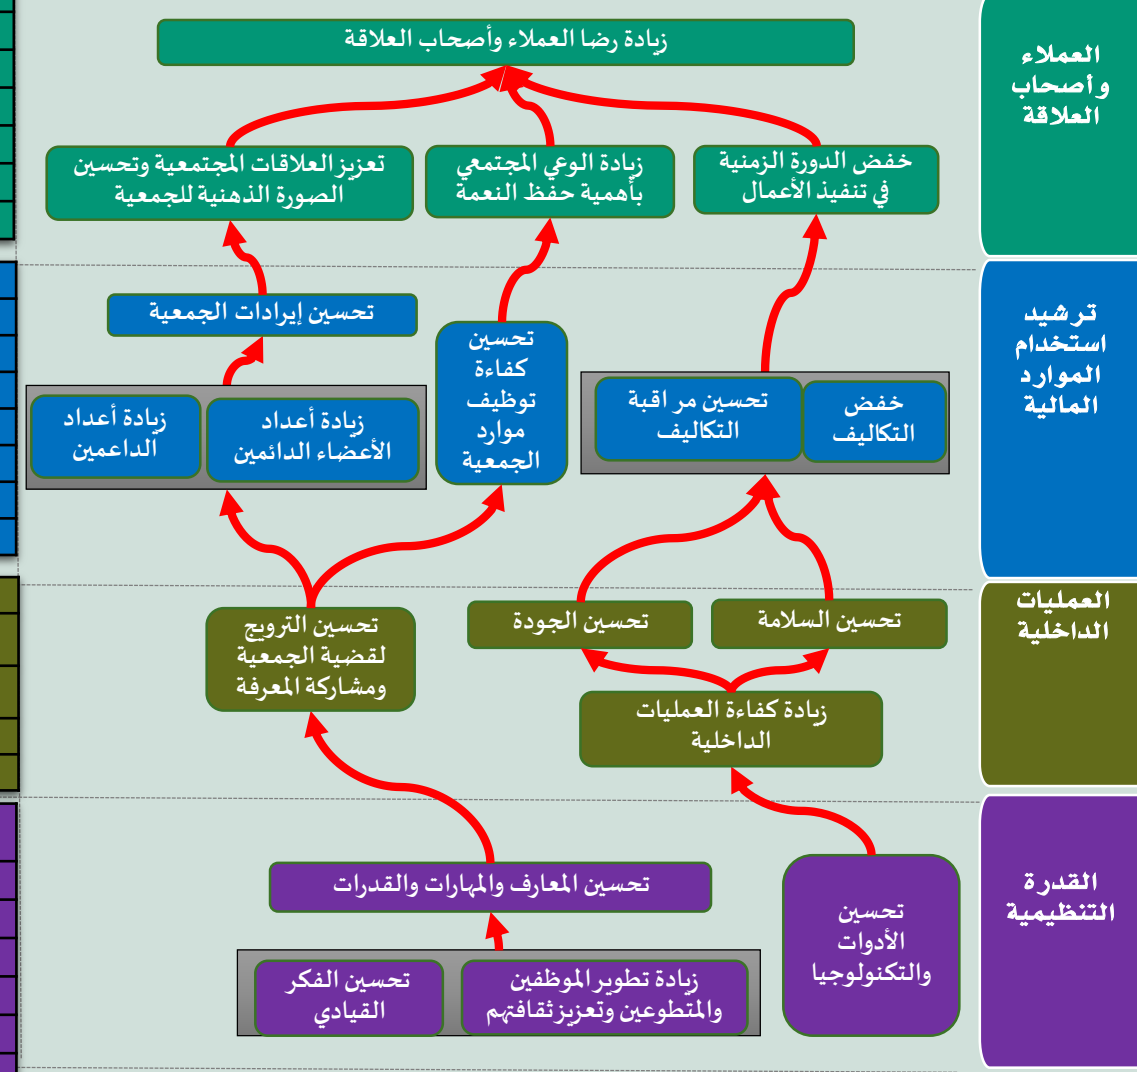 العملاء
وأصحاب
العلاقة
زيادة رضا العملاء وأصحاب العلاقة
خفض الدورة الزمنية
في تنفيذ الأعمال
زيادة الوعي المجتمعي
بأهمية حفظ النعمة
تعزيز العلاقات المجتمعية وتحسين
الصورة الذهنية للجمعية
ترشيد
استخدام
الموارد
المالية
تحسين إيرادات الجمعية
خفض
التكاليف
تحسين مراقبة
التكاليف
تحسين
كفاءة
توظيف
موارد
الجمعية
زيادة أعداد
الأعضاء الدائمين
زيادة أعداد
الداعمين
العمليات
الداخلية
تحسين السلامة
تحسين الجودة
تحسين الترويج
لقضية الجمعية
ومشاركة المعرفة
زيادة كفاءة العمليات
الداخلية
القدرة
التنظيمية
تحسين
الأدوات
والتكنولوجيا
تحسين المعارف والمهارات والقدرات
زيادة تطوير الموظفين
والمتطوعين وتعزيز ثقافتهم
تحسين الفكر
القيادي